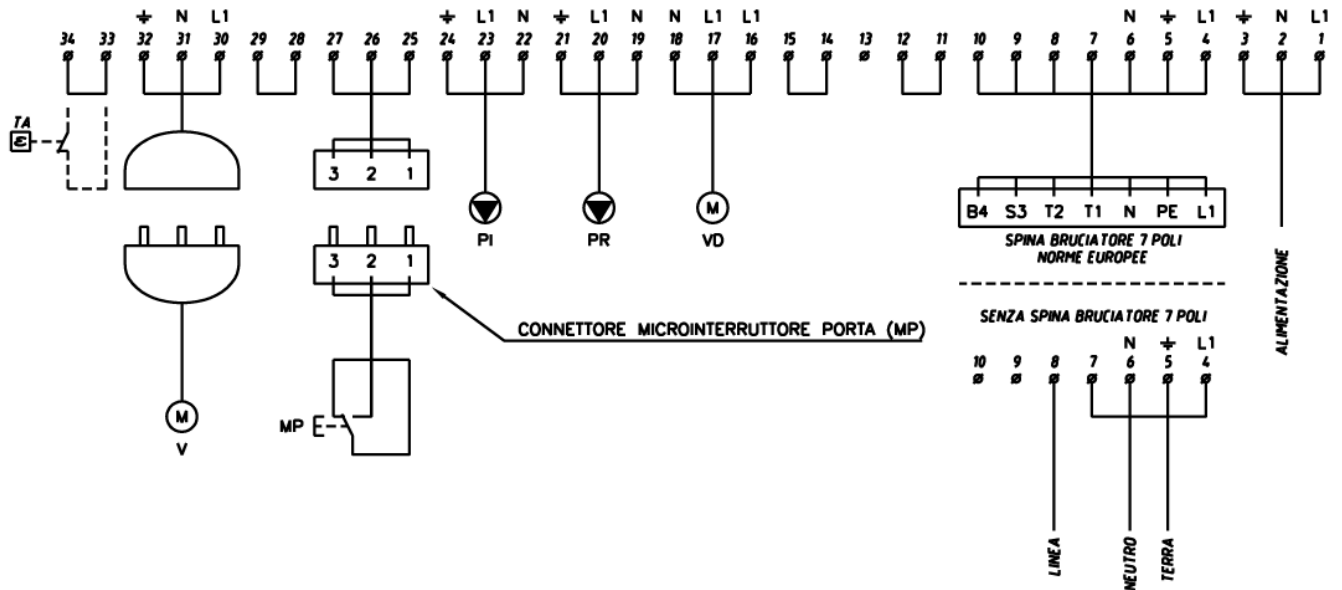 ⏚ N L1 ⏚ L1 N ⏚ L1 N N L1 L1 N ⏚ L1 ⏚ N L1
34 33 32 31 30 29 28 27 26 25 24 23 22 21 20 19 18 17 16 15 14 13 12 11 10 9 8 7 6 5 4 3 2 1
TA
ε
3 2 1
B4 S3 T2 T1 N PE L1
M
PI PR VD
SPINA BRUCIATORE 7 POLI
NORME EUROPEE
3 2 1
ALIMENTAZIONE
SENZA SPINA BRUCIATORE 7 POLI
CONNETTORE MICROINTERRUTTORE PORTA (MP)
N ⏚ L1
10 9 8 7 6 5 4
M
V
MP
LINEA
NEUTRO
TERRA